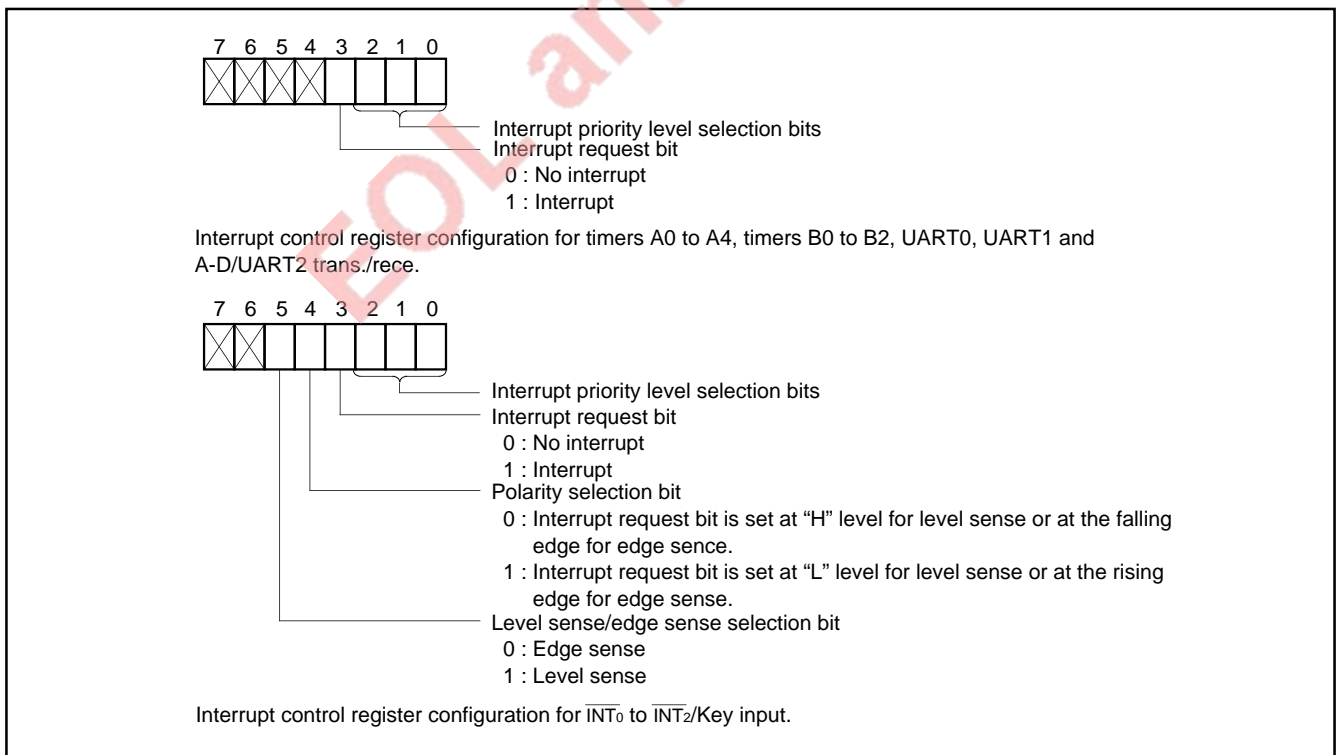 7 6 5 4 3 2 1 0
Interrupt priority level selection bits
Interrupt request bit
0 : No interrupt
1 : Interrupt
Interrupt control register configuration for timers A0 to A4, timers B0 to B2, UART0, UART1 and
A-D/UART2 trans./rece.
7 6 5 4 3 2 1 0
Interrupt priority level selection bits
Interrupt request bit
0 : No interrupt
1 : Interrupt
Polarity selection bit
0 : Interrupt request bit is set at “H” level for level sense or at the falling
edge for edge sence.
1 : Interrupt request bit is set at “L” level for level sense or at the rising
edge for edge sense.
Level sense/edge sense selection bit
0 : Edge sense
1 : Level sense
Interrupt control register configuration for INT0 to INT2/Key input.
EOL